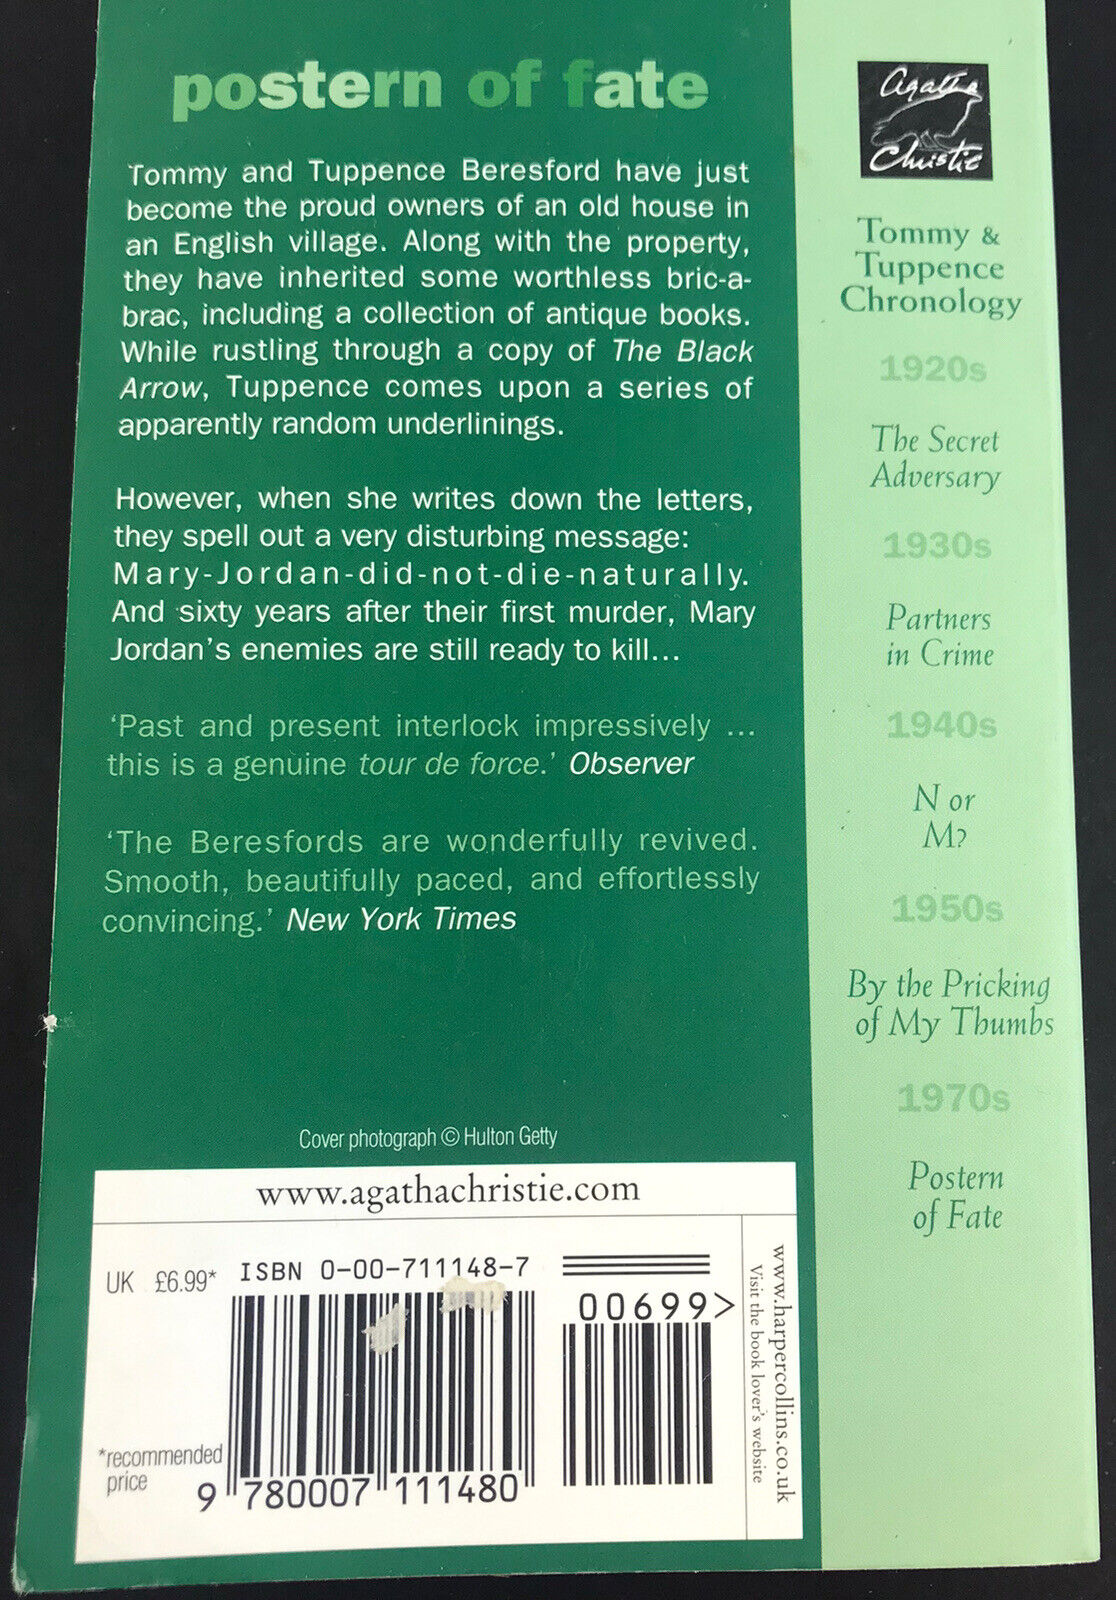 postern of fate
Tommy and Tuppence Beresford have just
become the proud owners of an old house in
an English village. Along with the property,
they have inherited some worthless bric-a-
brac, including a collection of antique books.
While rustling through a copy of The Black
Arrow, Tuppence comes upon a series of
apparently random underlinings.
However, when she writes down the letters,
they spell out a very disturbing message:
Mary-Jordan-did-not-die-naturally.
And sixty years after their first murder, Mary
Jordan's enemies are still ready to kill...
'Past and present interlock impressively ...
this is a genuine tour de force.' Observer
'The Beresfords are wonderfully revived.
Smooth, beautifully paced, and effortlessly
convincing.' New York Times
Cover photograph © Hulton Getty
www.agathachristie.com
UK £6.99*
ISBN 0-00-711148-7
00699>
*recommended
price
9 780007 111480
www.harpercollins.co.uk
Visit the book lover's website
Agatha
Christie
Tommy &
Tuppence
Chronology
1920s
The Secret
Adversary
1930s
Partners
in Crime
1940s
N or
M?
1950s
By the Pricking
of My Thumbs
1970s
Postern
of Fate